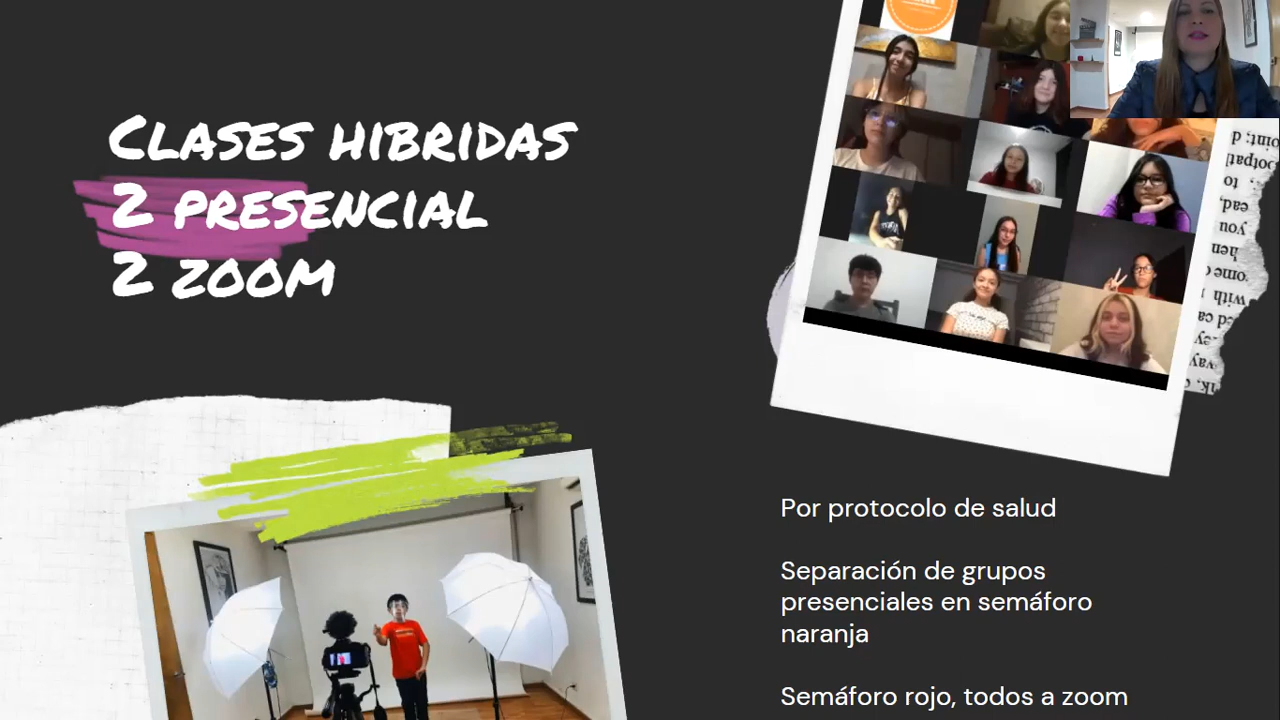 Clases hibridas
2 presencial
2 zoom
Por protocolo de salud
Separación de grupos
presenciales en semáforo
naranja
Semáforo rojo, todos a zoom